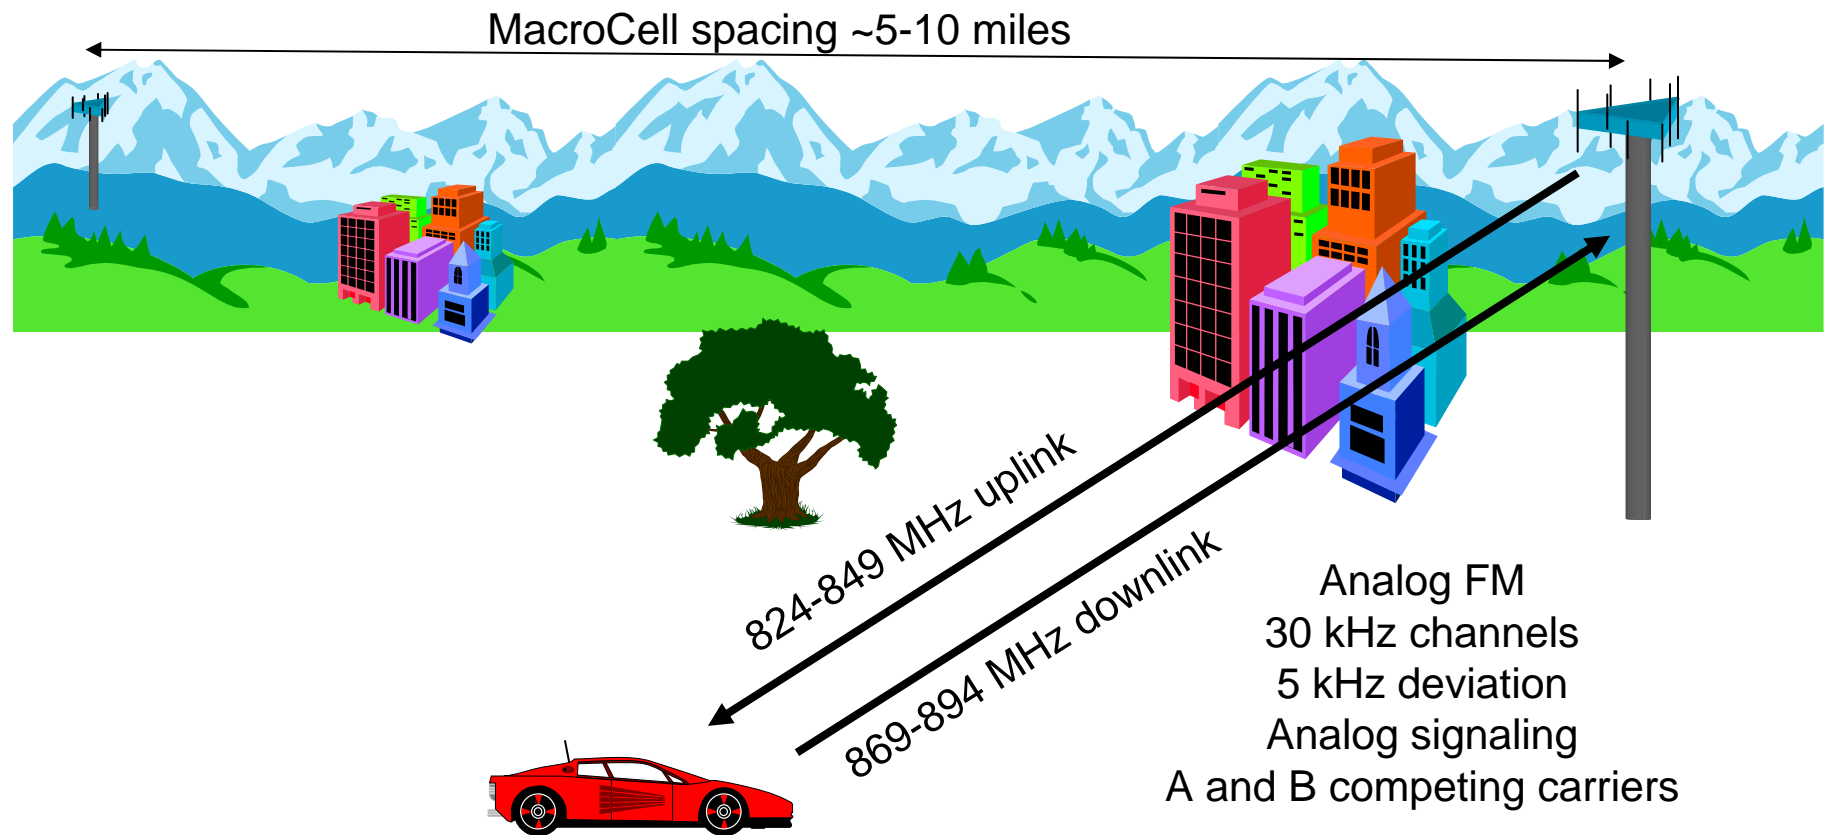 MacroCell spacing ~5-10 miles
824-849 MHz uplink
869-894 MHz downlink
Analog FM
30 kHz channels
5 kHz deviation
Analog signaling
A and B competing carriers